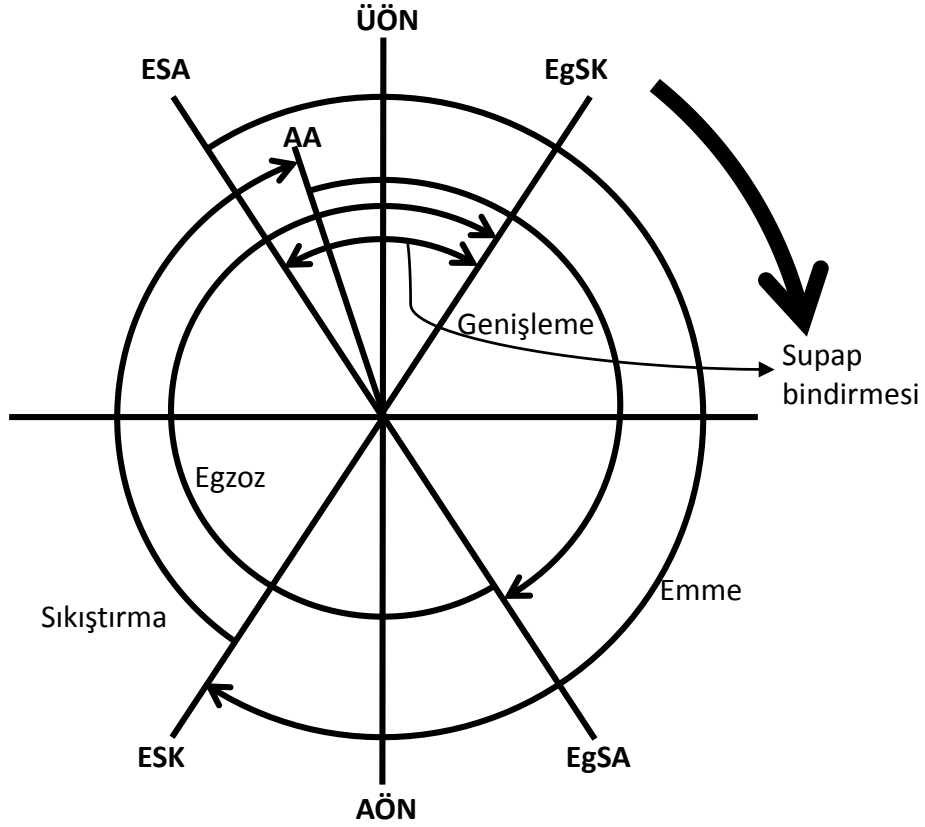 ÜÖN
ESA
EgSK
AA
Genişleme
Supap
bindirmesi
Egzoz
Emme
Sıkıştırma
ESK
EgSA
AÖN